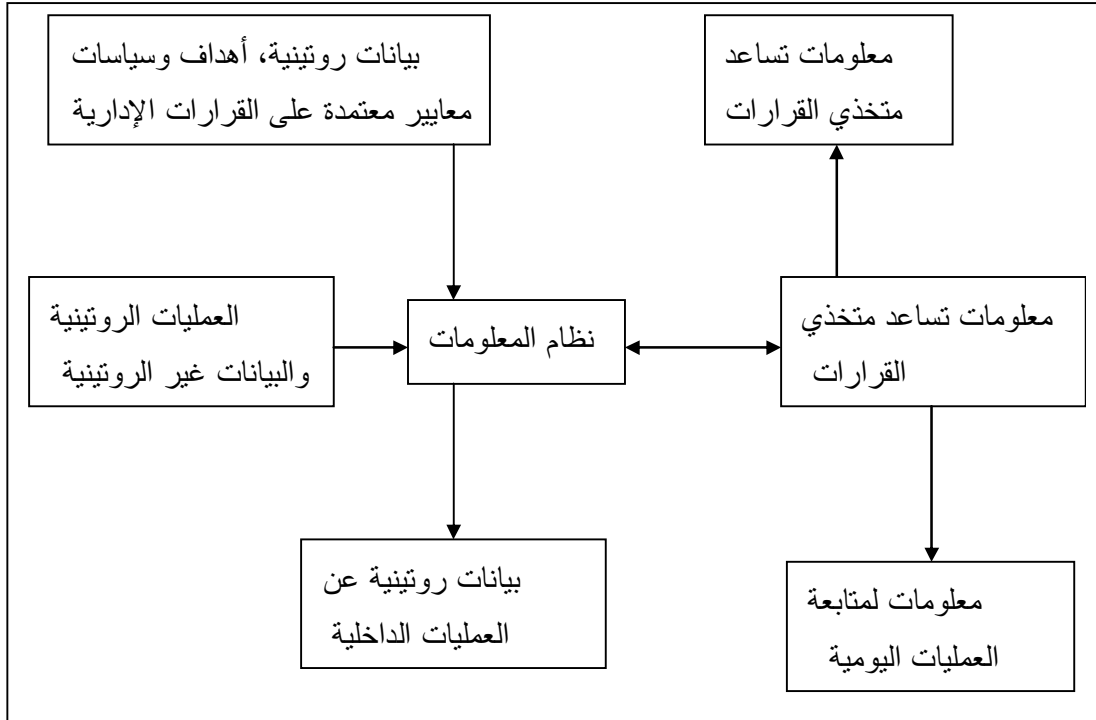 بيانات روتينية، أهداف وسياسات
معايير معتمدة على القرارات الإدارية
معلومات تساعد
متخذي القرارات
العمليات الروتينية
والبيانات غير الروتينية
نظام المعلومات
معلومات تساعد متخذي
القرارات
بيانات روتينية عن
العمليات الداخلية
معلومات لمتابعة
العمليات اليومية